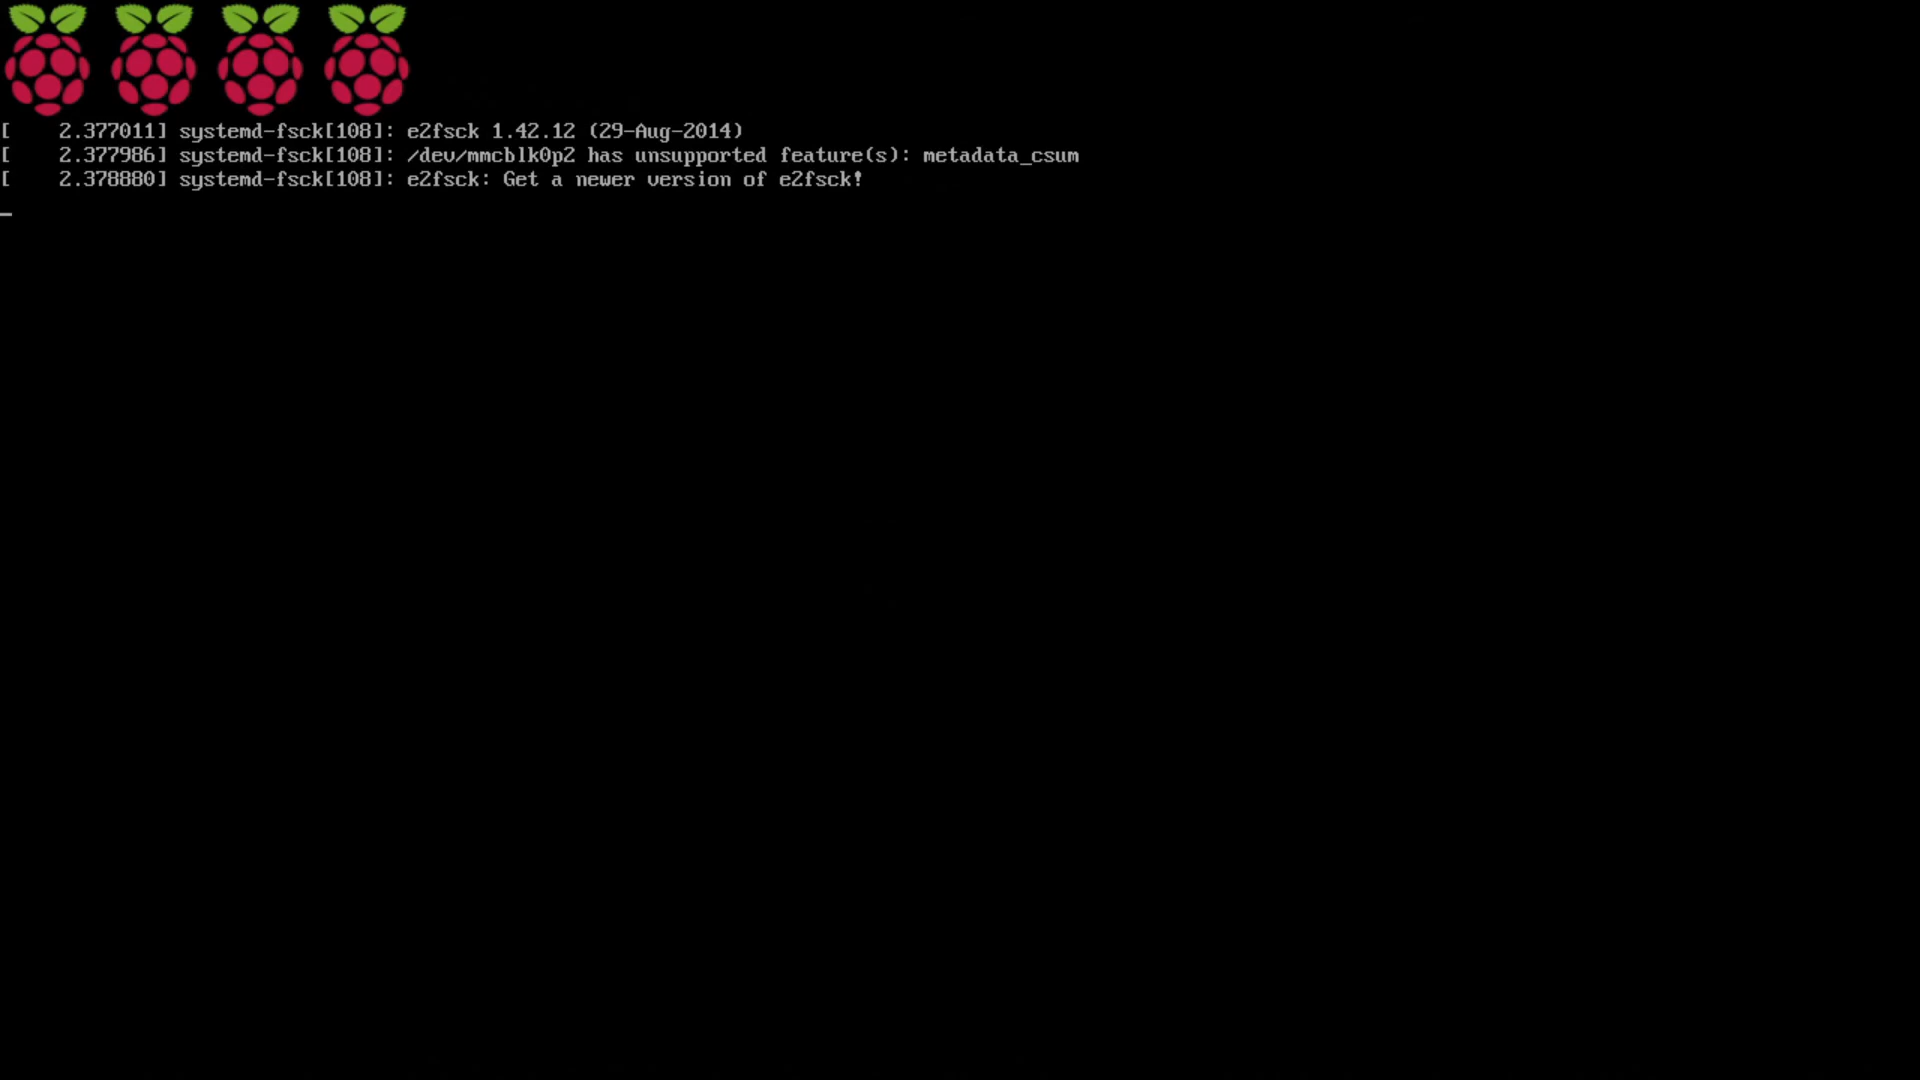 [    2.377011] systemd-fsck[108]: e2fsck 1.42.12 (29-Aug-2014)
[    2.377986] systemd-fsck[108]: /dev/mmcblk0p2 has unsupported feature(s): metadata_csum
[    2.378880] systemd-fsck[108]: e2fsck: Get a newer version of e2fsck!
_